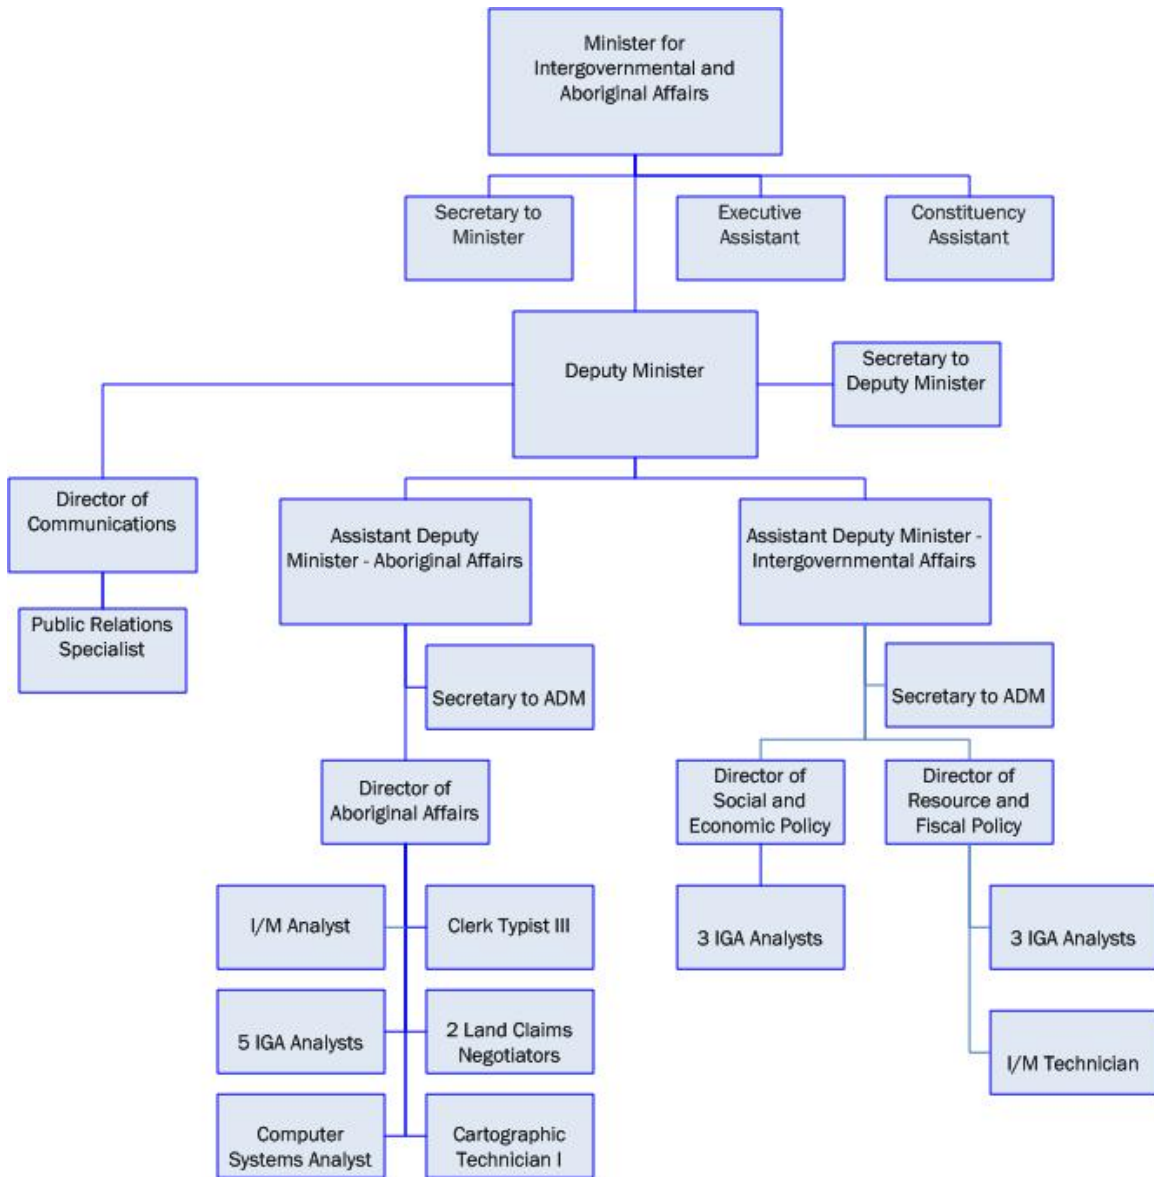 Minister for
Intergovernmental and
Aboriginal Affairs
Secretary to
Minister
Executive
Assistant
Constituency
Assistant
Deputy Minister
Secretary to
Deputy Minister
Director of
Communications
Public Relations
Specialist
Assistant Deputy
Minister - Aboriginal Affairs
Assistant Deputy Minister -
Intergovernmental Affairs
Secretary to ADM
Secretary to ADM
Director of
Aboriginal Affairs
Director of
Social and
Economic Policy
Director of
Resource and
Fiscal Policy
I/M Analyst
Clerk Typist III
3 IGA Analysts
3 IGA Analysts
5 IGA Analysts
2 Land Claims
Negotiators
I/M Technician
Computer
Systems Analyst
Cartographic
Technician I